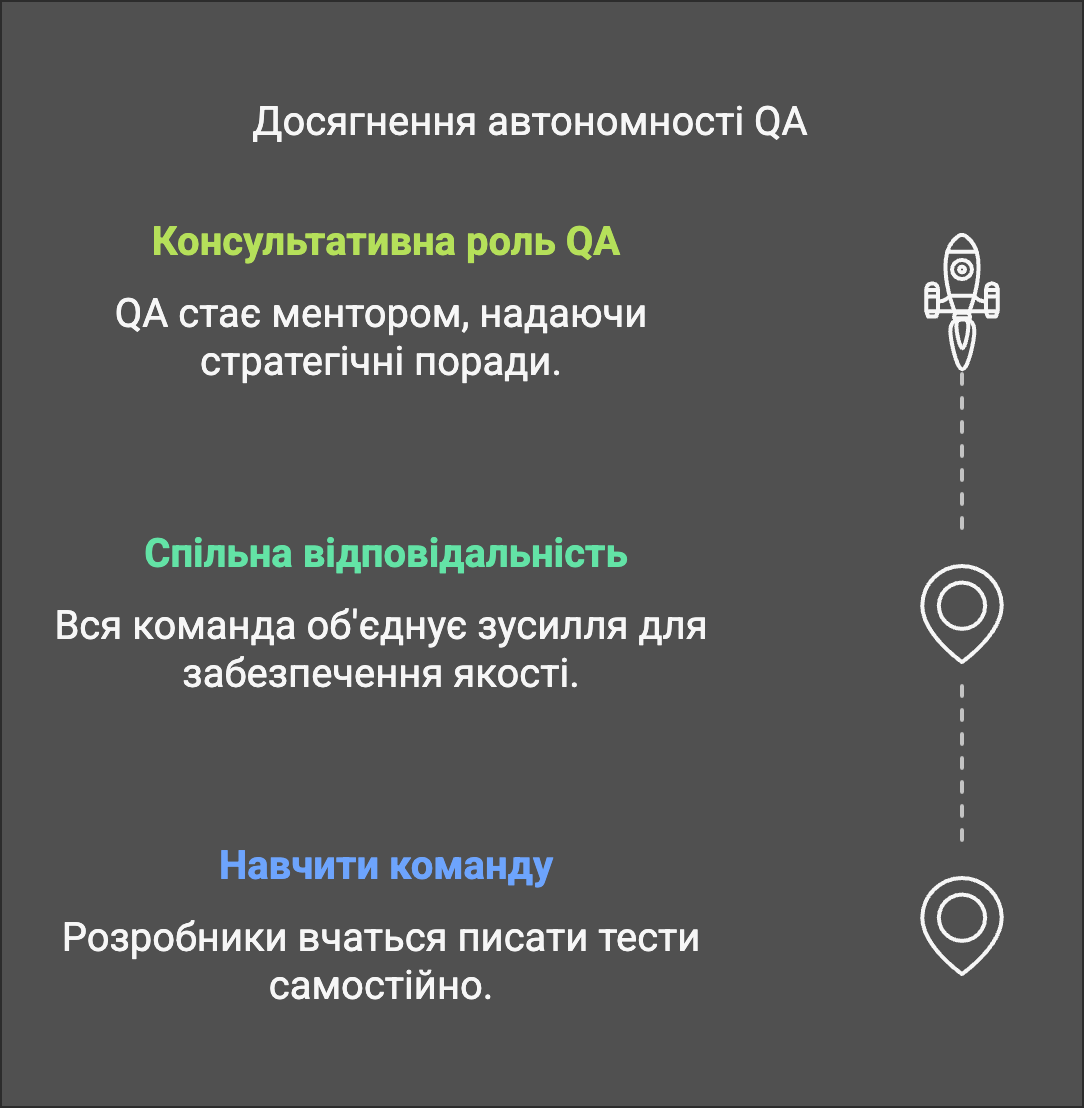 Досягнення автономності QA
Консультативна роль QA
QA стає ментором, надаючи
стратегічні поради.
Спільна відповідальність
Вся команда об'єднує зусилля для
забезпечення якості.
Навчити команду
Розробники вчаться писати тести
самостійно.